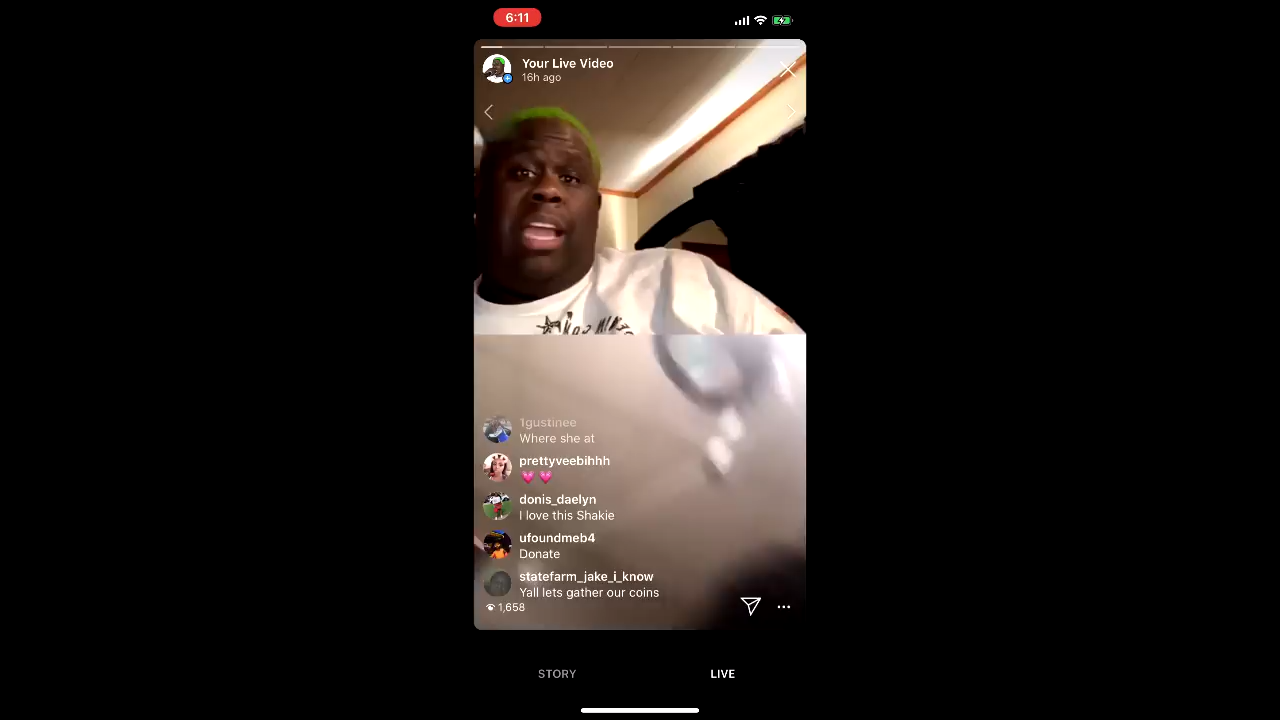 6:11
Your Live Video
16h ago
1gustinee
Where she at
prettyveebihhh
💗 💗
donis_daelyn
I love this Shakie
ufoundmeb4
Donate
statefarm_jake_i_know
Yall lets gather our coins
1,658
STORY
LIVE